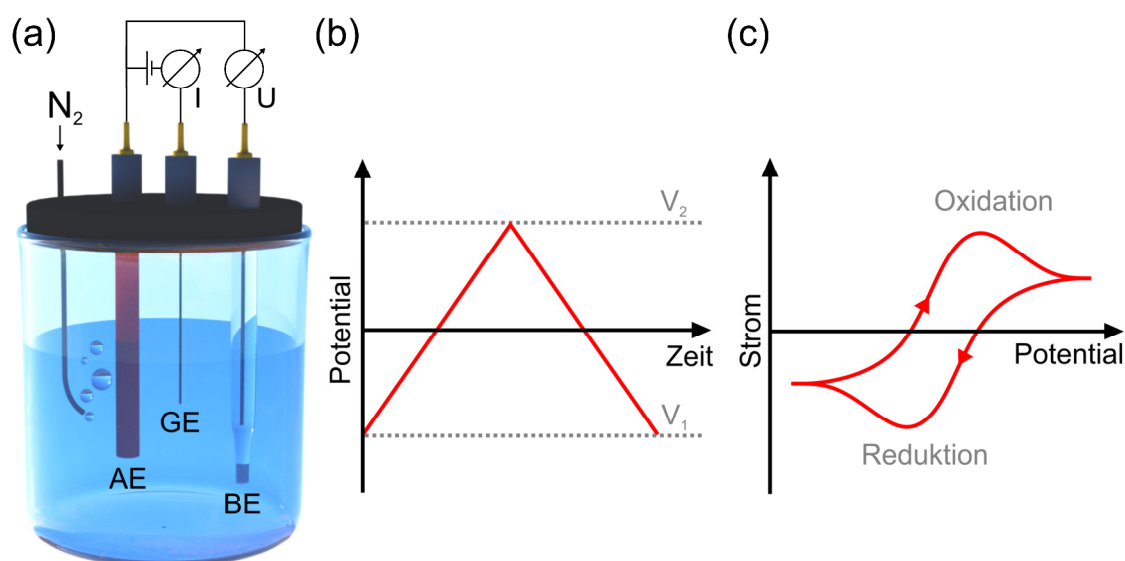 (a)
N₂
I
U
AE
GE
BE
(b)
Potential
V₂
Zeit
V₁
(c)
Strom
Oxidation
Potential
Reduktion